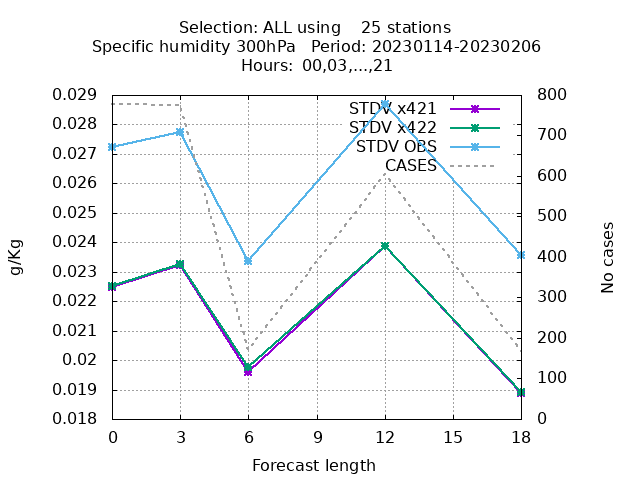 Selection: ALL using    25 stations
Specific humidity 300hPa   Period: 20230114-20230206
Hours:  00,03,...,21
STDV x421
STDV x422
STDV OBS
CASES
0.029
0.028
0.027
0.026
0.025
0.024
0.023
0.022
0.021
0.02
0.019
0.018
g/Kg
800
700
600
500
400
300
200
100
0
No cases
0 3 6 9 12 15 18
Forecast length